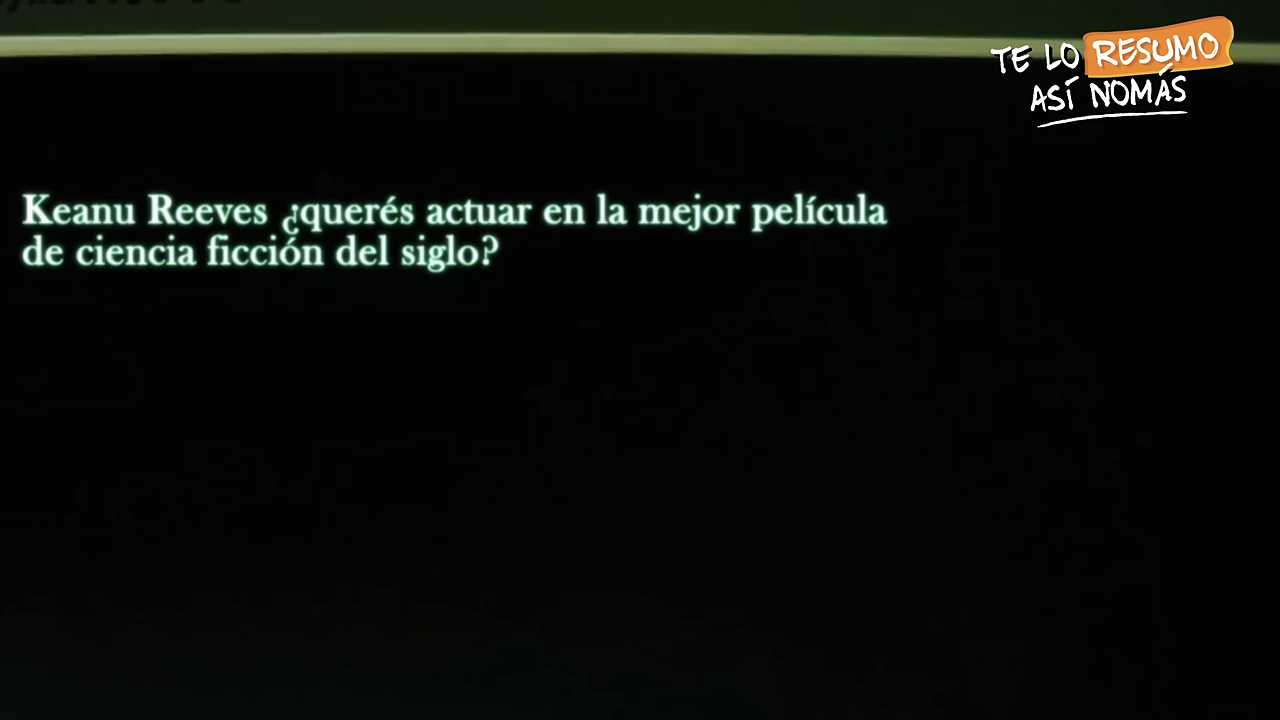 TE LO RESUMO
ASÍ NOMÁS
Keanu Reeves ¿querés actuar en la mejor película
de ciencia ficción del siglo?